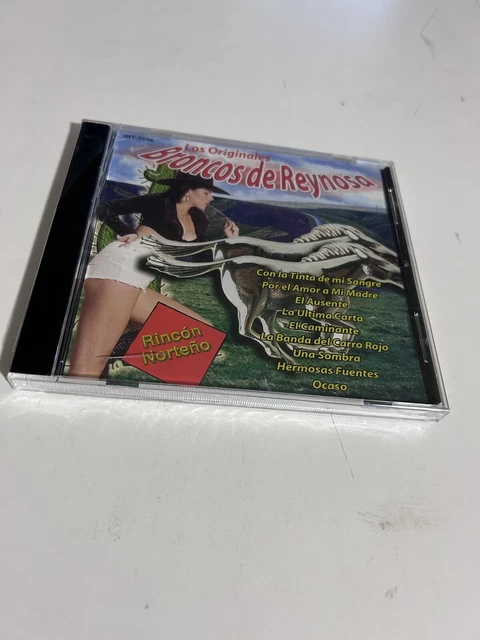 Los Originales
Broncos de Reynosa
Con la Tinta de mi Sangre
Por el Amor a Mi Madre
El Ausente
La Ultima Carta
El Caminante
La Banda del Carro Rojo
Una Sombra
Hermosas Fuentes
Ocaso
Rincón
Norteño